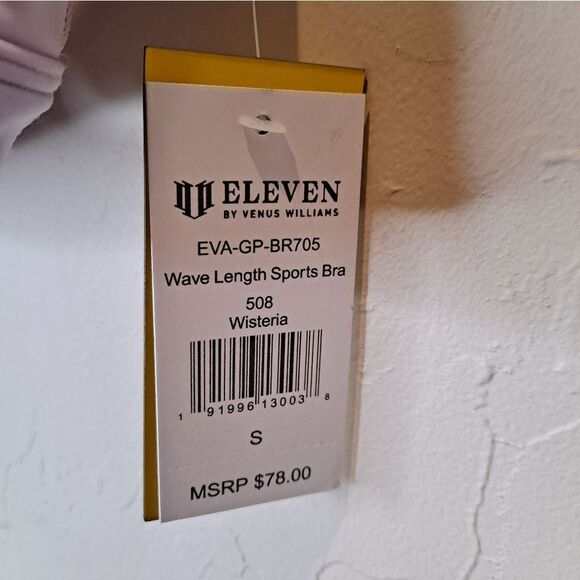 ELEVEN
BY VENUS WILLIAMS
EVA-GP-BR705
Wave Length Sports Bra
508
Wisteria
1 91996 13003 8
S
MSRP $78.00